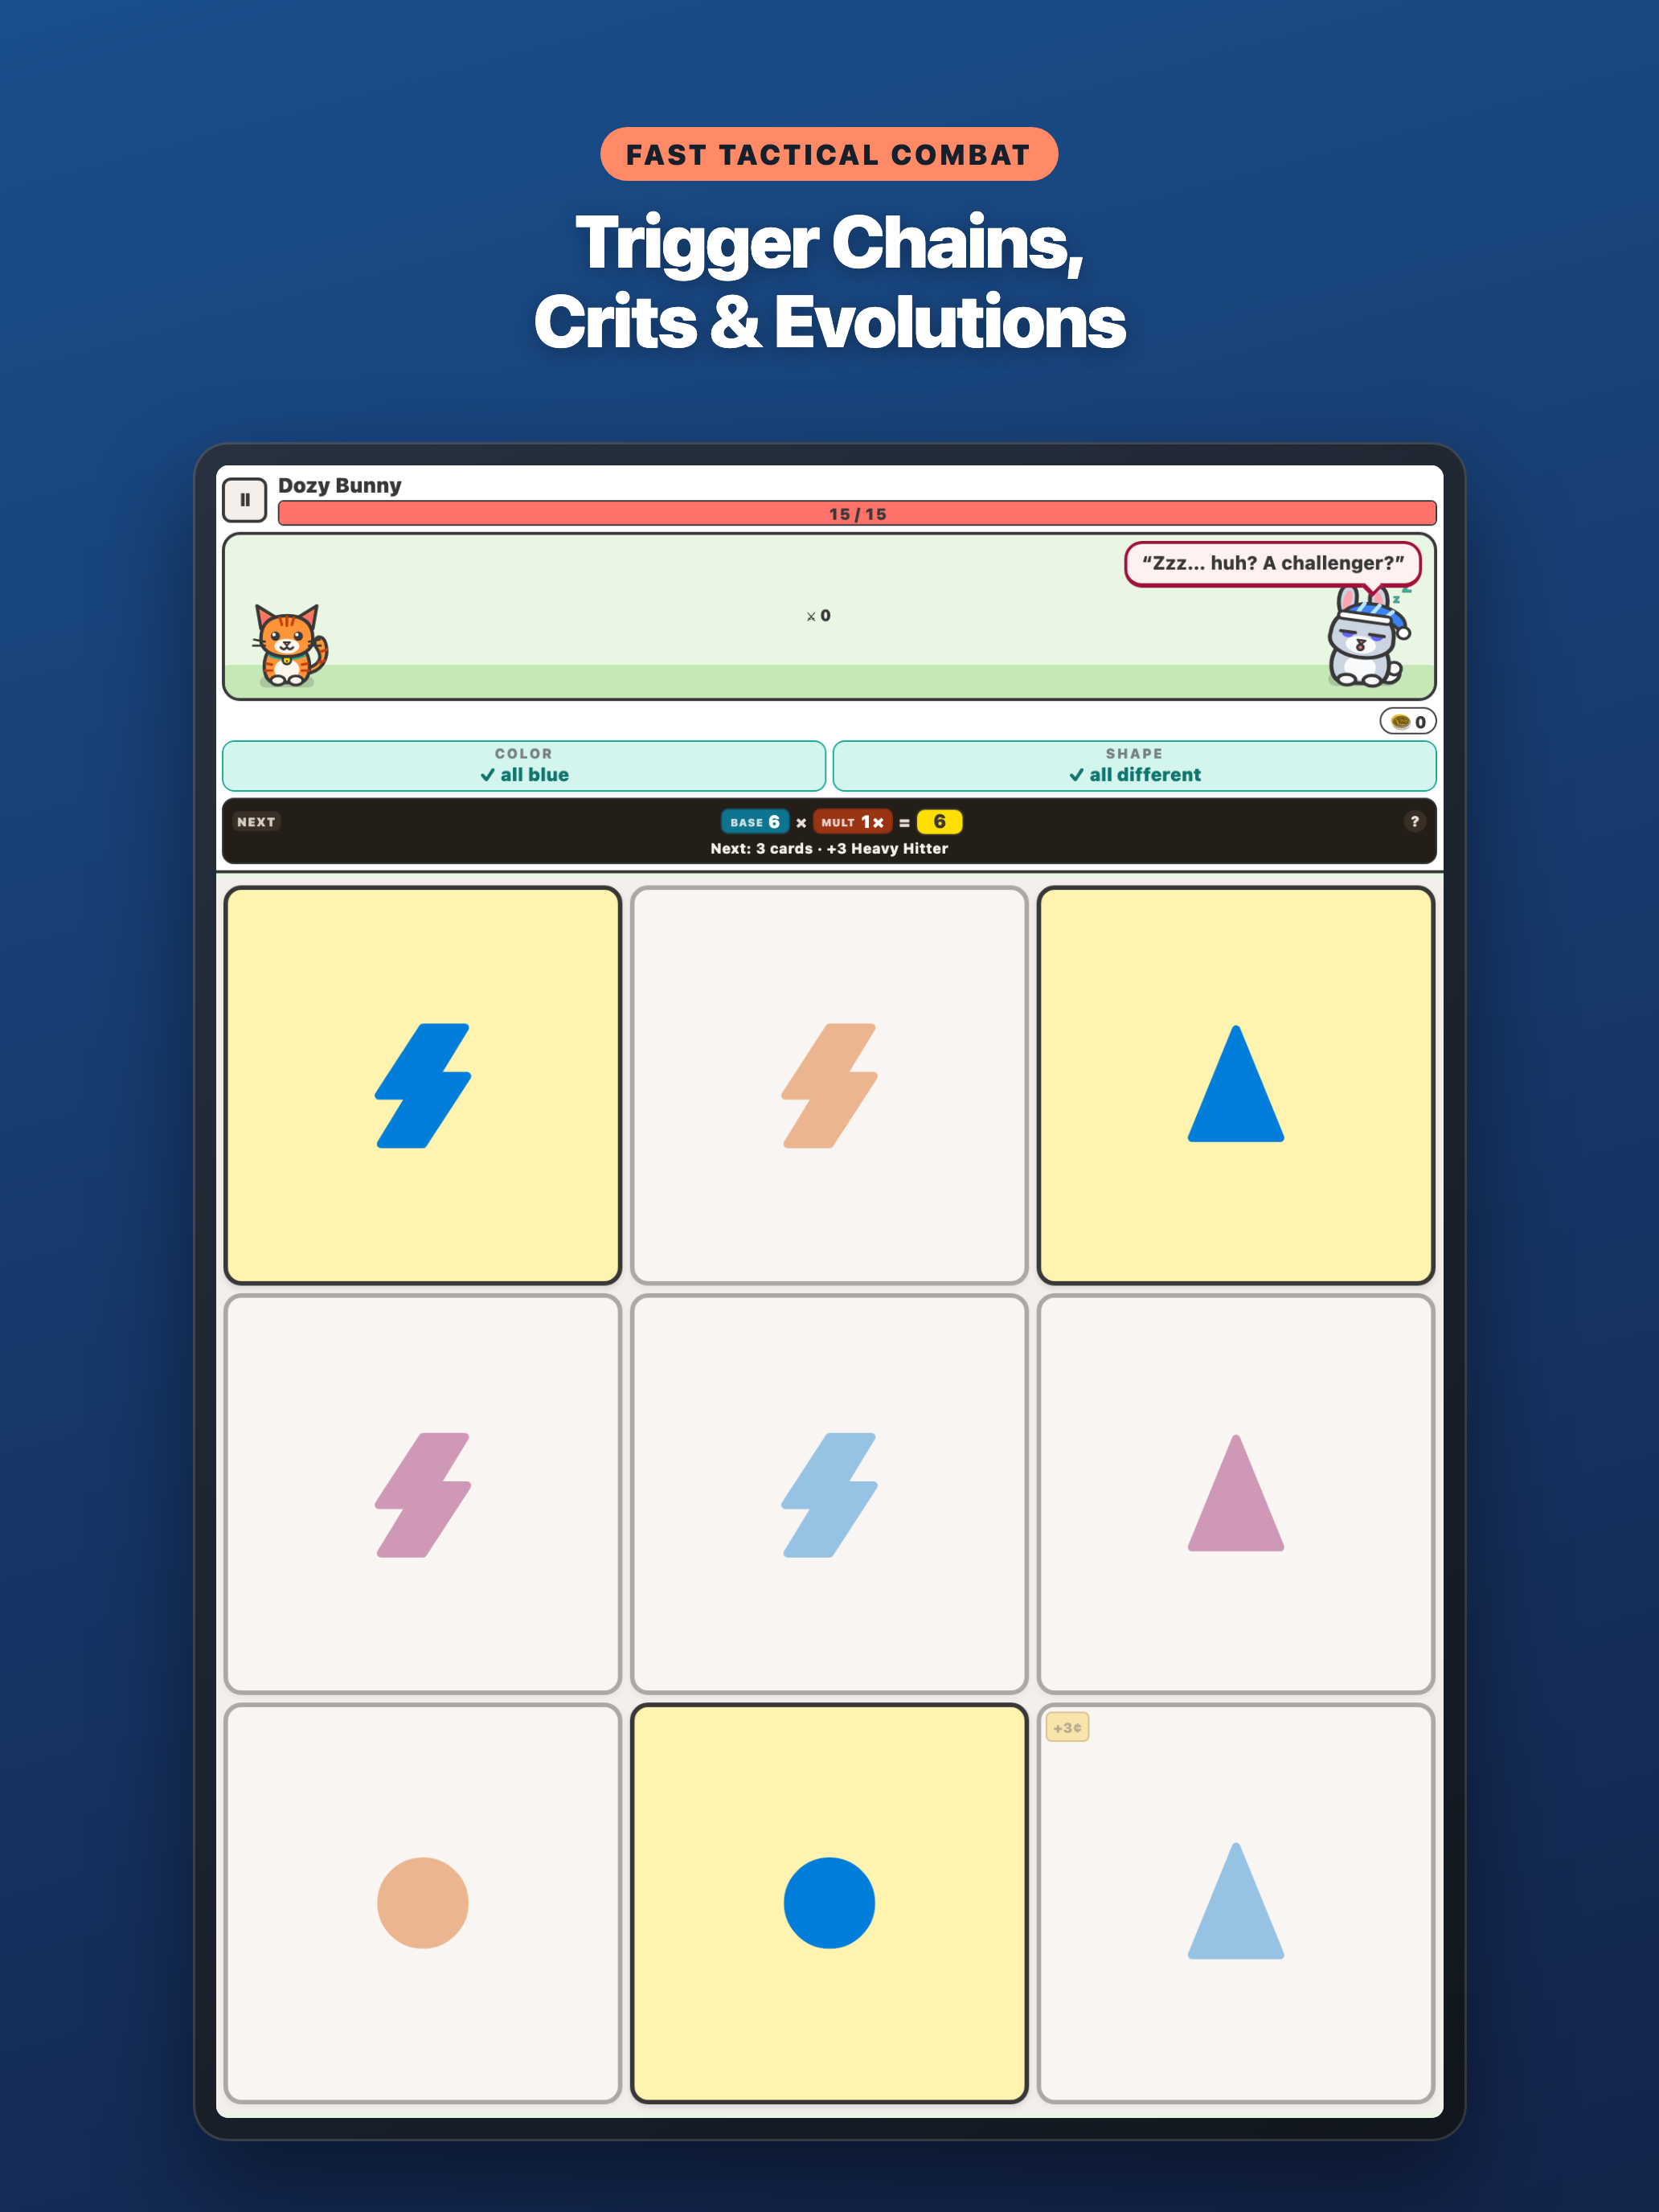 FAST TACTICAL COMBAT
Trigger Chains,
Crits & Evolutions
Dozy Bunny
15 / 15
“Zzz... huh? A challenger?”
z z
⚔ 0
0
COLOR
✓ all blue
SHAPE
✓ all different
NEXT
BASE 6 × MULT 1× = 6
?
Next: 3 cards · +3 Heavy Hitter
+3¢